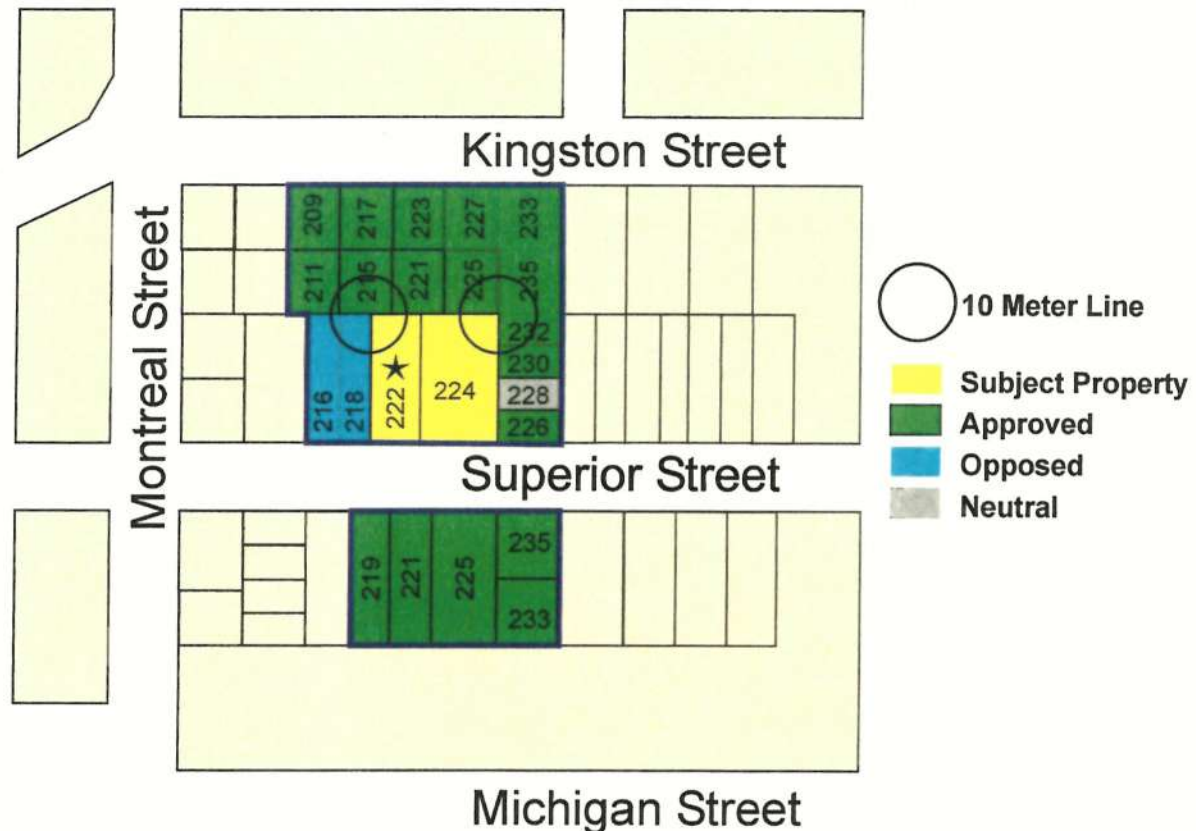 Kingston Street
Montreal Street
209
217
223
227
233
211
215
221
225
235
232
230
228
226
216
218
222
224
Superior Street
219
221
225
235
233
Michigan Street
10 Meter Line
Subject Property
Approved
Opposed
Neutral